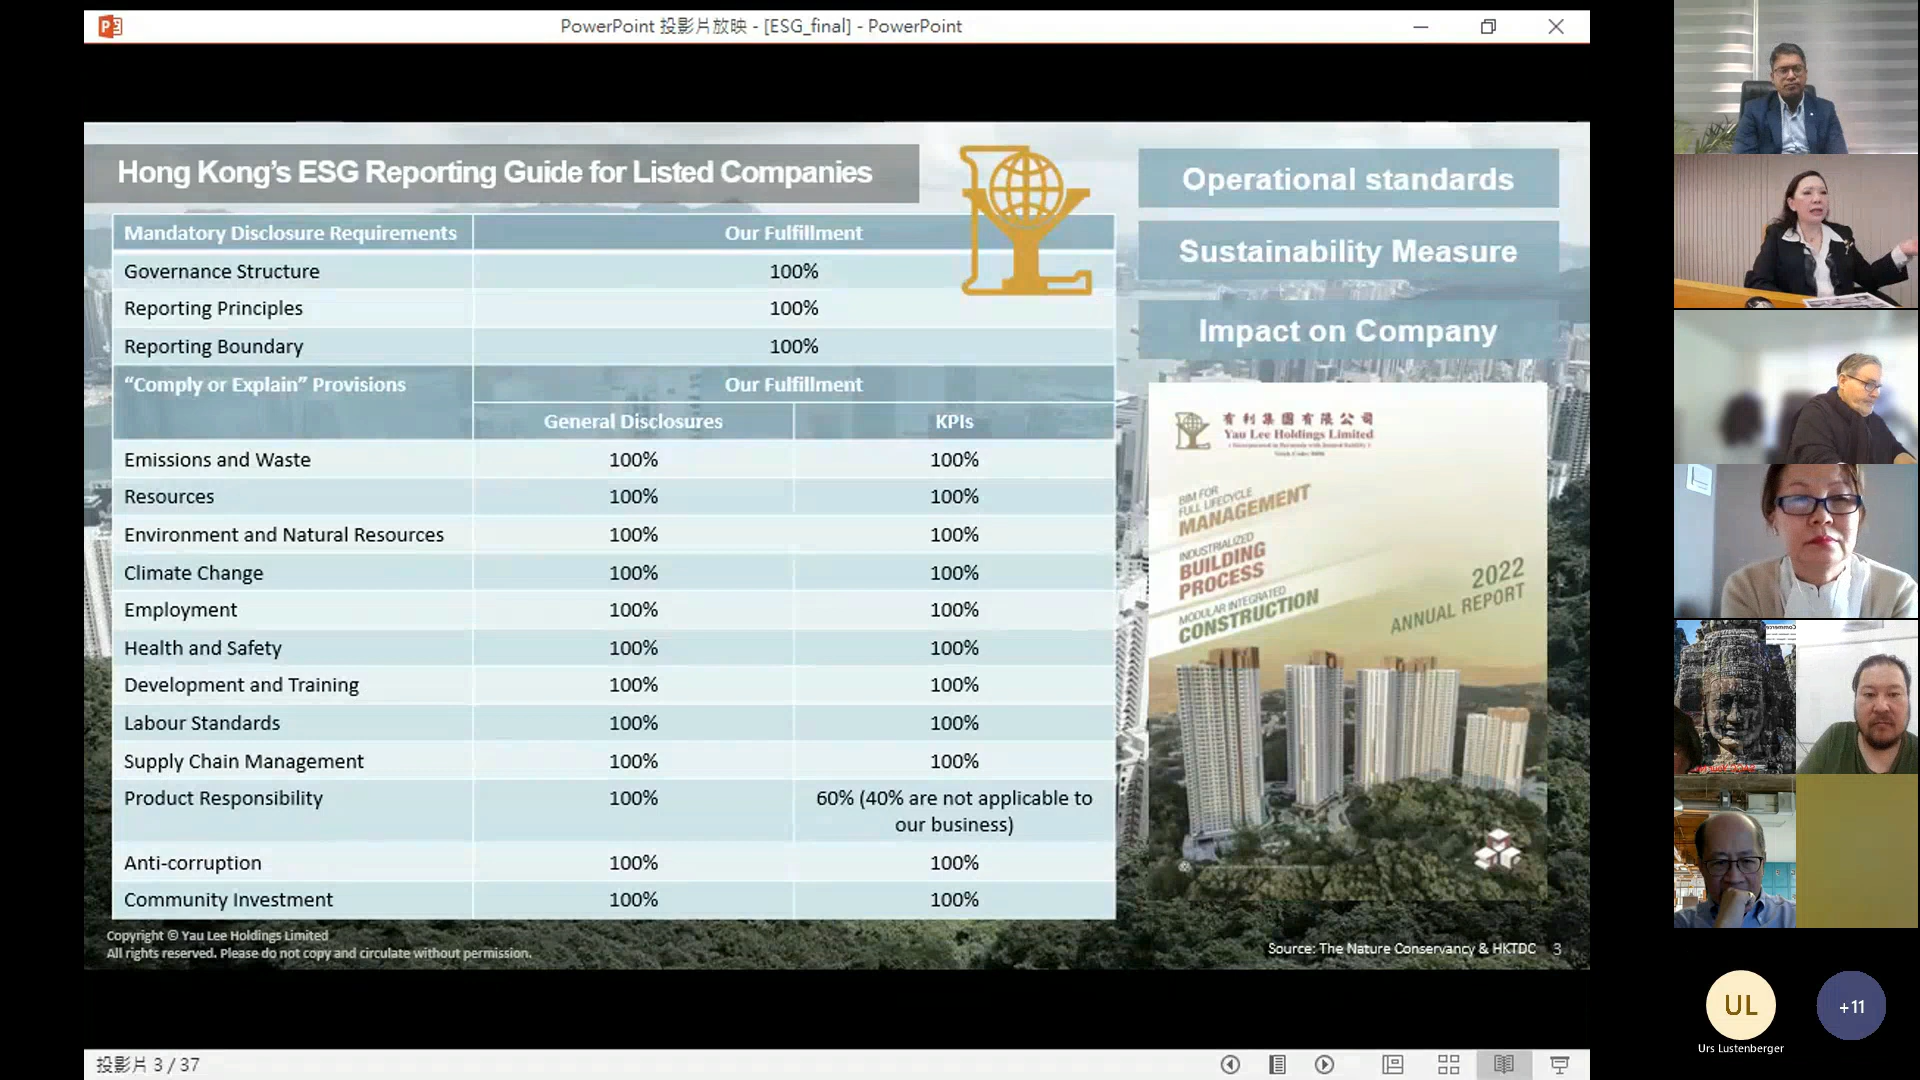 PowerPoint 投影片放映 - [ESG_final] - PowerPoint
Hong Kong's ESG Reporting Guide for Listed Companies
Mandatory Disclosure Requirements Our Fulfillment
Governance Structure 100%
Reporting Principles 100%
Reporting Boundary 100%
“Comply or Explain” Provisions Our Fulfillment
General Disclosures KPIs
Emissions and Waste 100% 100%
Resources 100% 100%
Environment and Natural Resources 100% 100%
Climate Change 100% 100%
Employment 100% 100%
Health and Safety 100% 100%
Development and Training 100% 100%
Labour Standards 100% 100%
Supply Chain Management 100% 100%
Product Responsibility 100% 60% (40% are not applicable to
our business)
Anti-corruption 100% 100%
Community Investment 100% 100%
Copyright © Yau Lee Holdings Limited
All rights reserved. Please do not copy and circulate without permission.
Operational standards
Sustainability Measure
Impact on Company
有利集團有限公司
Yau Lee Holdings Limited
BIM FOR
FULL LIFECYCLE
MANAGEMENT
INDUSTRIALIZED
BUILDING
PROCESS
MODULAR INTEGRATED
CONSTRUCTION
2022
ANNUAL REPORT
Source: The Nature Conservancy & HKTDC 3
投影片 3 / 37
UL
Urs Lustenberger
+11